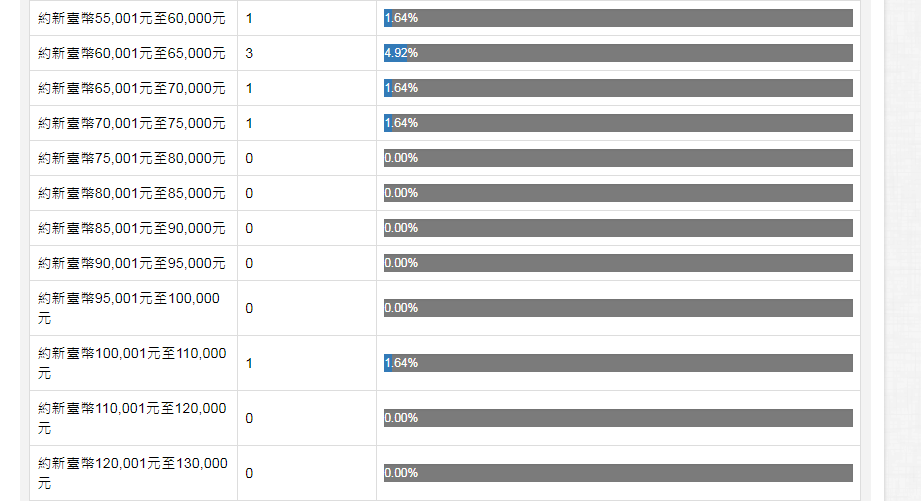 約新臺幣55,001元至60,000元 1 1.64%
約新臺幣60,001元至65,000元 3 4.92%
約新臺幣65,001元至70,000元 1 1.64%
約新臺幣70,001元至75,000元 1 1.64%
約新臺幣75,001元至80,000元 0 0.00%
約新臺幣80,001元至85,000元 0 0.00%
約新臺幣85,001元至90,000元 0 0.00%
約新臺幣90,001元至95,000元 0 0.00%
約新臺幣95,001元至100,000
元 0 0.00%
約新臺幣100,001元至110,000
元 1 1.64%
約新臺幣110,001元至120,000
元 0 0.00%
約新臺幣120,001元至130,000
元 0 0.00%